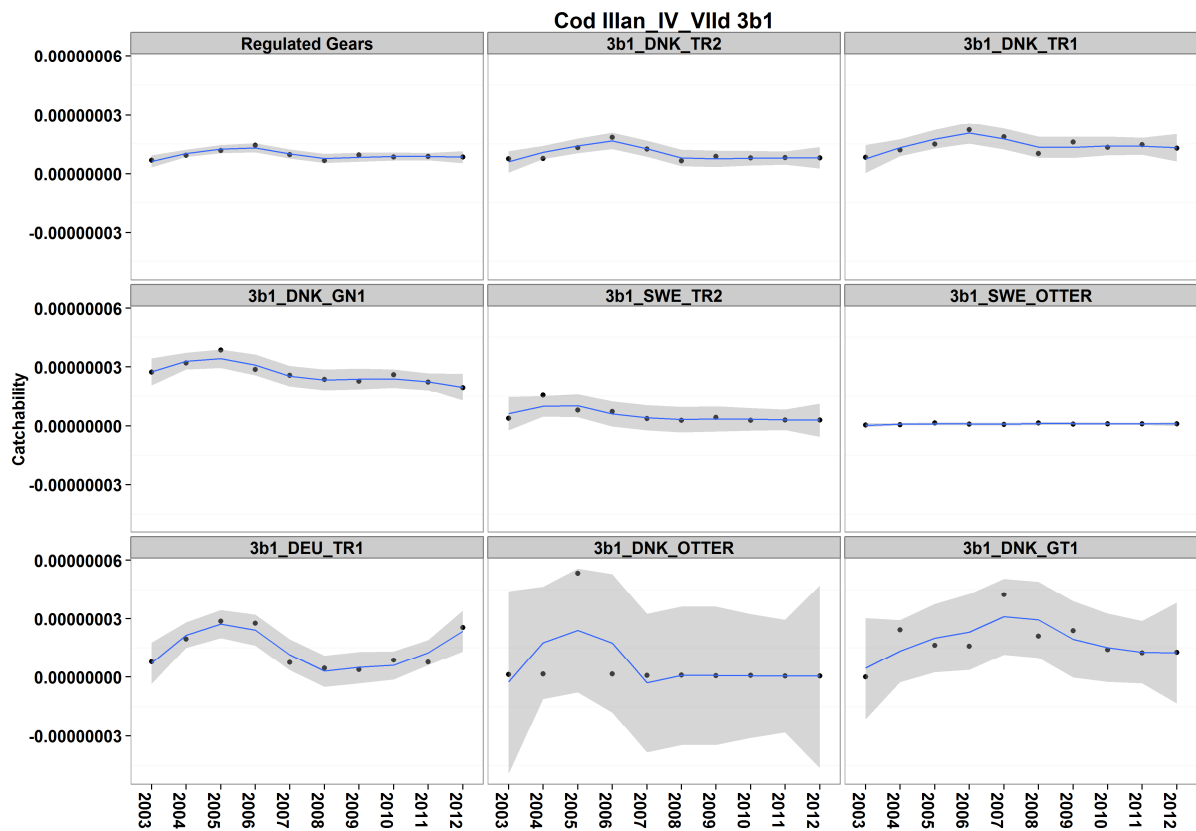 Cod IIIan_IV_VIId 3b1
Regulated Gears
3b1_DNK_TR2
3b1_DNK_TR1
0.00000006
0.00000003
0.00000000
-0.00000003
3b1_DNK_GN1
3b1_SWE_TR2
3b1_SWE_OTTER
0.00000006
0.00000003
0.00000000
-0.00000003
Catchability
3b1_DEU_TR1
3b1_DNK_OTTER
3b1_DNK_GT1
0.00000006
0.00000003
0.00000000
-0.00000003
2003 2004 2005 2006 2007 2008 2009 2010 2011 2012
2003 2004 2005 2006 2007 2008 2009 2010 2011 2012
2003 2004 2005 2006 2007 2008 2009 2010 2011 2012